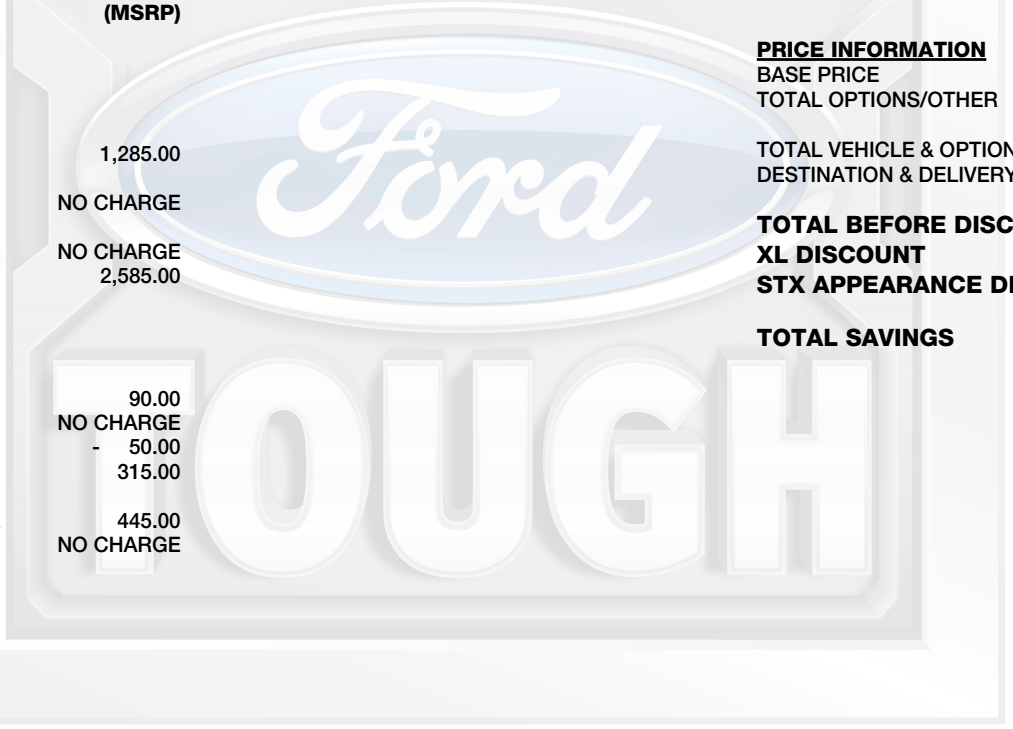 (MSRP)
1,285.00
NO CHARGE
NO CHARGE
2,585.00
90.00
NO CHARGE
- 50.00
315.00
445.00
NO CHARGE
PRICE INFORMATION
BASE PRICE
TOTAL OPTIONS/OTHER
TOTAL VEHICLE & OPTION
DESTINATION & DELIVERY
TOTAL BEFORE DISC
XL DISCOUNT
STX APPEARANCE DI
TOTAL SAVINGS
Ford
TOUGH